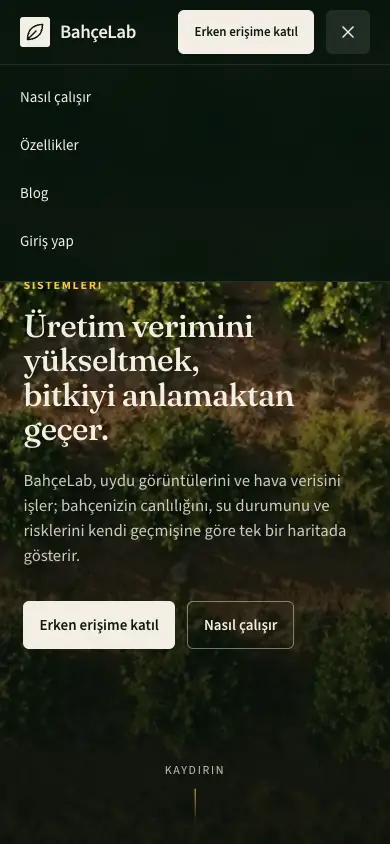 BahçeLab
Erken erişime katıl
Nasıl çalışır
Özellikler
Blog
Giriş yap
SİSTEMLERİ
Üretim verimini
yükseltmek,
bitkiyi anlamaktan
geçer.
BahçeLab, uydu görüntülerini ve hava verisini
işler; bahçenizin canlılığını, su durumunu ve
risklerini kendi geçmişine göre tek bir haritada
gösterir.
Erken erişime katıl
Nasıl çalışır
KAYDIRIN